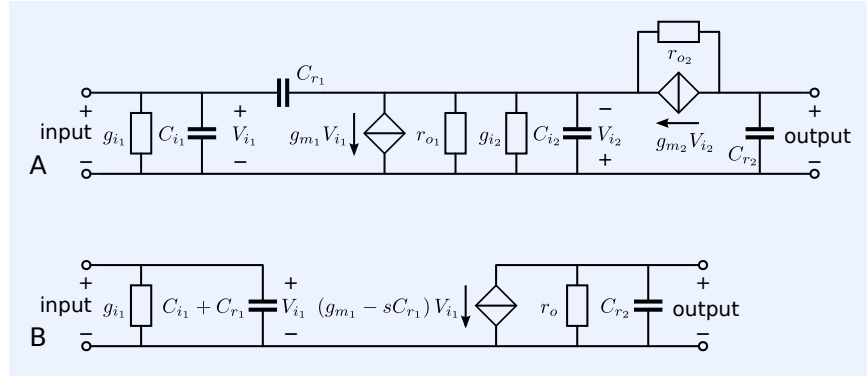 C_{r_1}
r_{o_2}
+ + − +
input g_{i_1} C_{i_1} V_{i_1} g_{m_1}V_{i_1} r_{o_1} g_{i_2} C_{i_2} V_{i_2} g_{m_2}V_{i_2} C_{r_2} output
− − + −
A
+ + +
input g_{i_1} C_{i_1} + C_{r_1} V_{i_1} (g_{m_1} − sC_{r_1}) V_{i_1} r_o C_{r_2} output
− − −
B